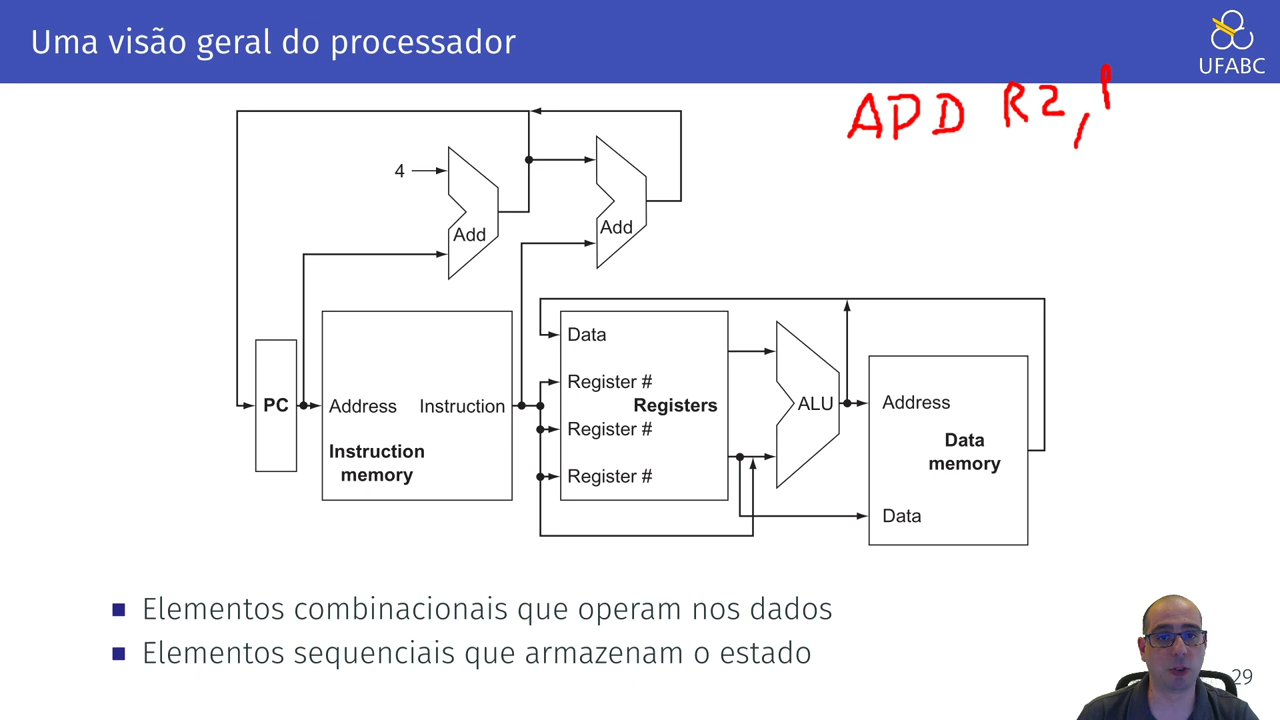 Uma visão geral do processador
UFABC
APD R2,
4
Add
Add
Data
Register #
Registers
Register #
Register #
PC
Address
Instruction
Instruction
memory
ALU
Address
Data
memory
Data
Elementos combinacionais que operam nos dados
Elementos sequenciais que armazenam o estado
29